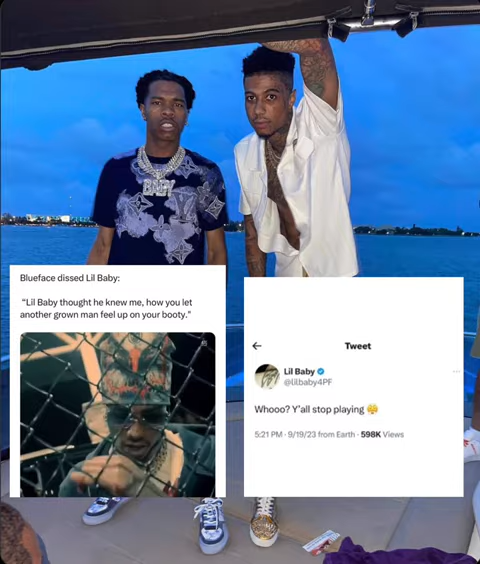 BABY
Blueface dissed Lil Baby:
"Lil Baby thought he knew me, how you let
another grown man feel up on your booty."
Tweet
Lil Baby
@lilbaby4PF
Whooo? Y'all stop playing 😤
5:21 PM · 9/19/23 from Earth · 598K Views